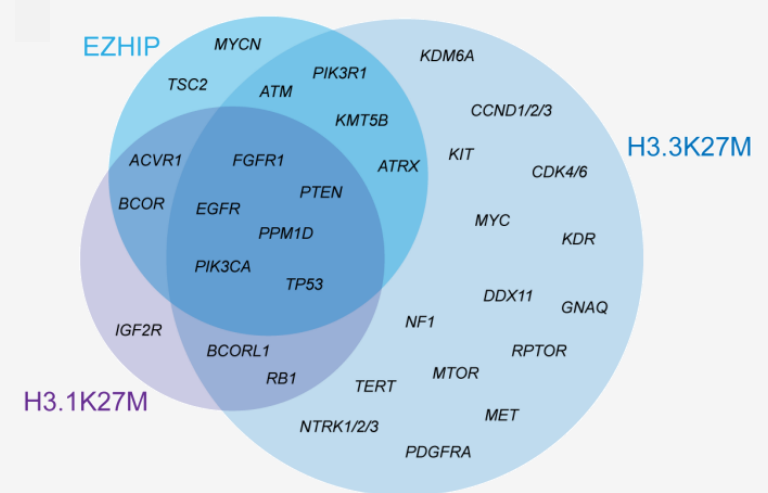 EZHIP
MYCN
TSC2
ATM
PIK3R1
KMT5B
ATRX
KDM6A
CCND1/2/3
H3.3K27M
KIT
CDK4/6
ACVR1
FGFR1
BCOR
EGFR
PTEN
PPM1D
PIK3CA
TP53
MYC
KDR
DDX11
GNAQ
NF1
RPTOR
IGF2R
BCORL1
RB1
TERT
MTOR
H3.1K27M
NTRK1/2/3
MET
PDGFRA